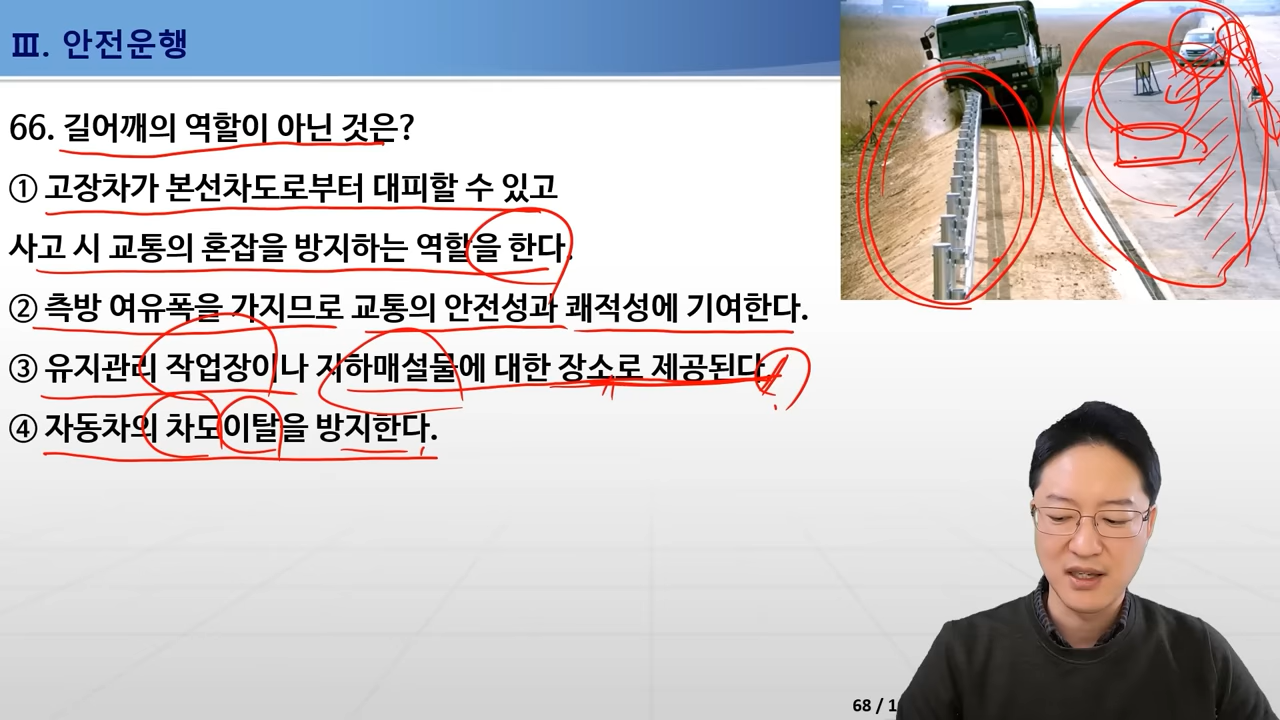 Ⅲ. 안전운행
66. 길어깨의 역할이 아닌 것은?
① 고장차가 본선차도로부터 대피할 수 있고
사고 시 교통의 혼잡을 방지하는 역할을 한다.
② 측방 여유폭을 가지므로 교통의 안전성과 쾌적성에 기여한다.
③ 유지관리 작업장이나 지하매설물에 대한 장소로 제공된다.
④ 자동차의 차도이탈을 방지한다.
68 / 1